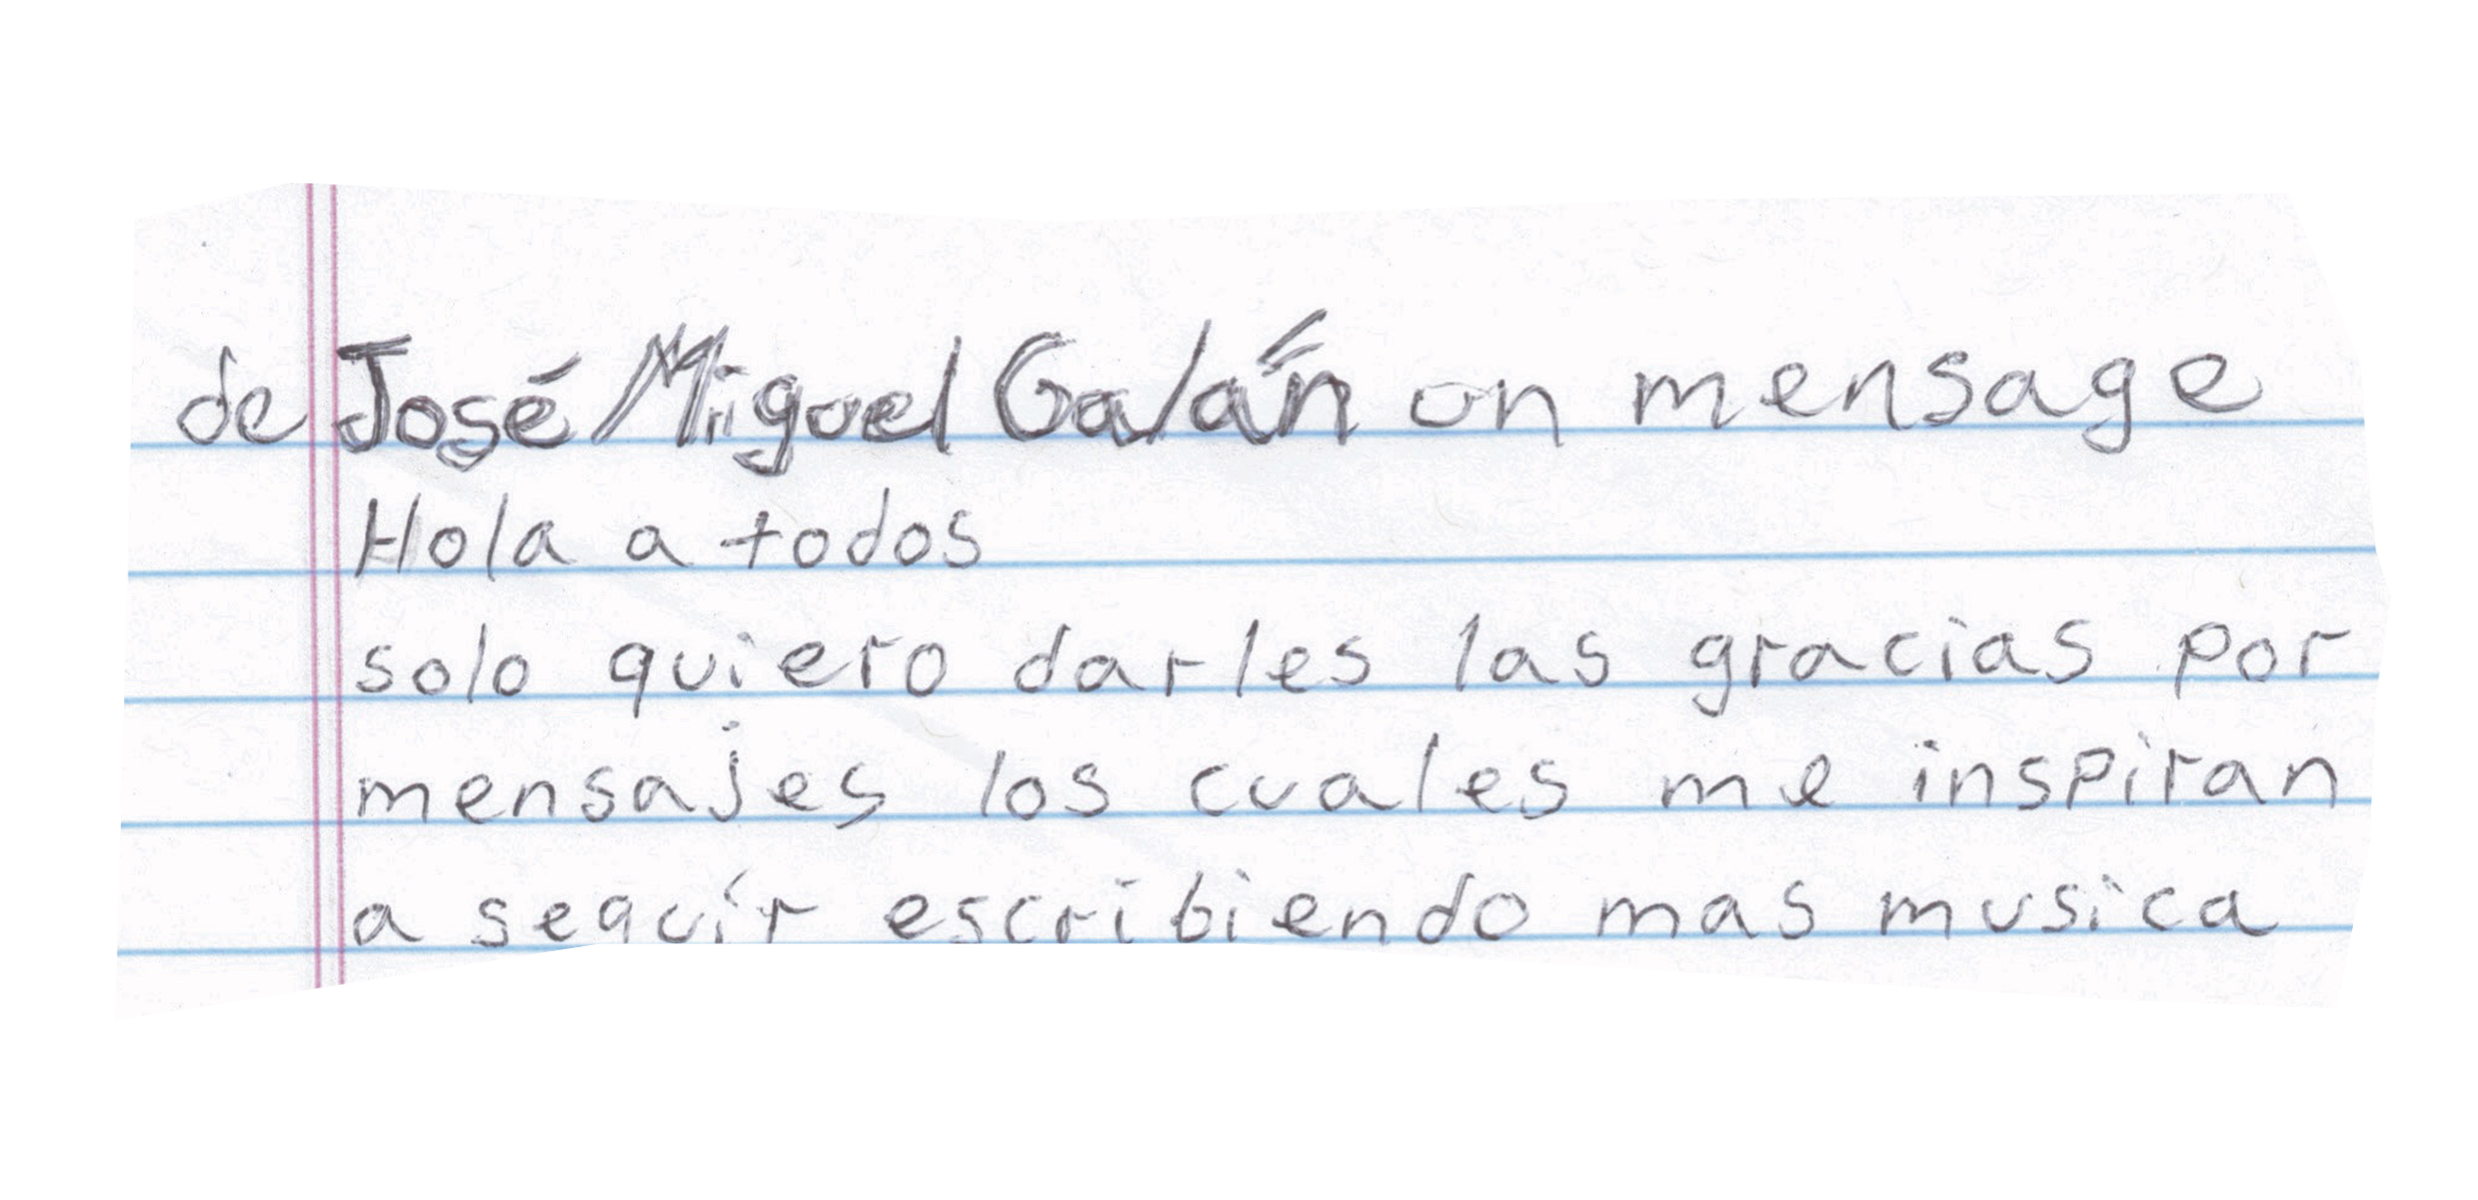 de José Miguel Galán un mensage
Hola a todos
solo quiero darles las gracias por
mensajes los cuales me inspiran
a seguir escribiendo mas musica